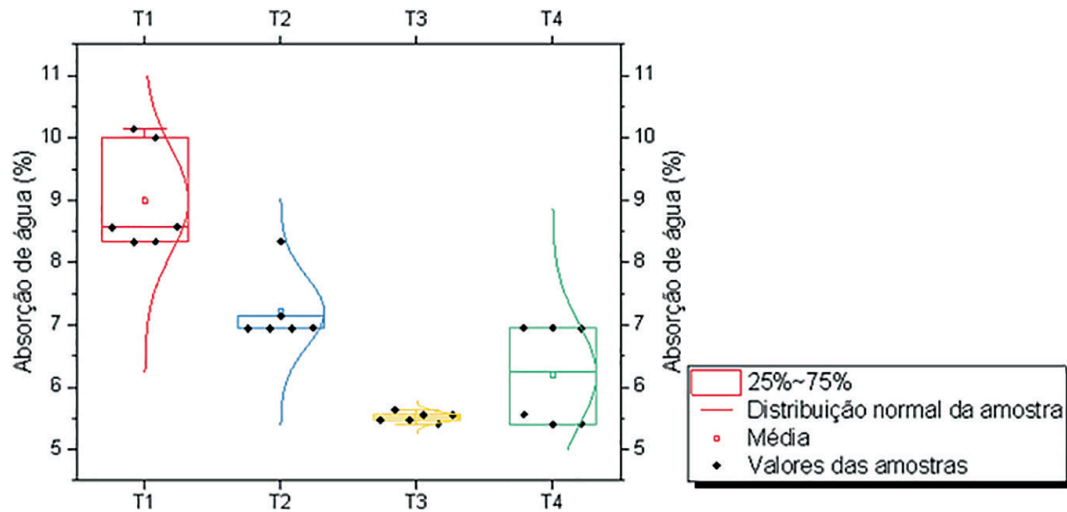 T1 T2 T3 T4
Absorção de água (%)
11
10
9
8
7
6
5
11
10
9
8
7
6
5
Absorção de água (%)
T1 T2 T3 T4
25%~75%
Distribuição normal da amostra
Média
Valores das amostras